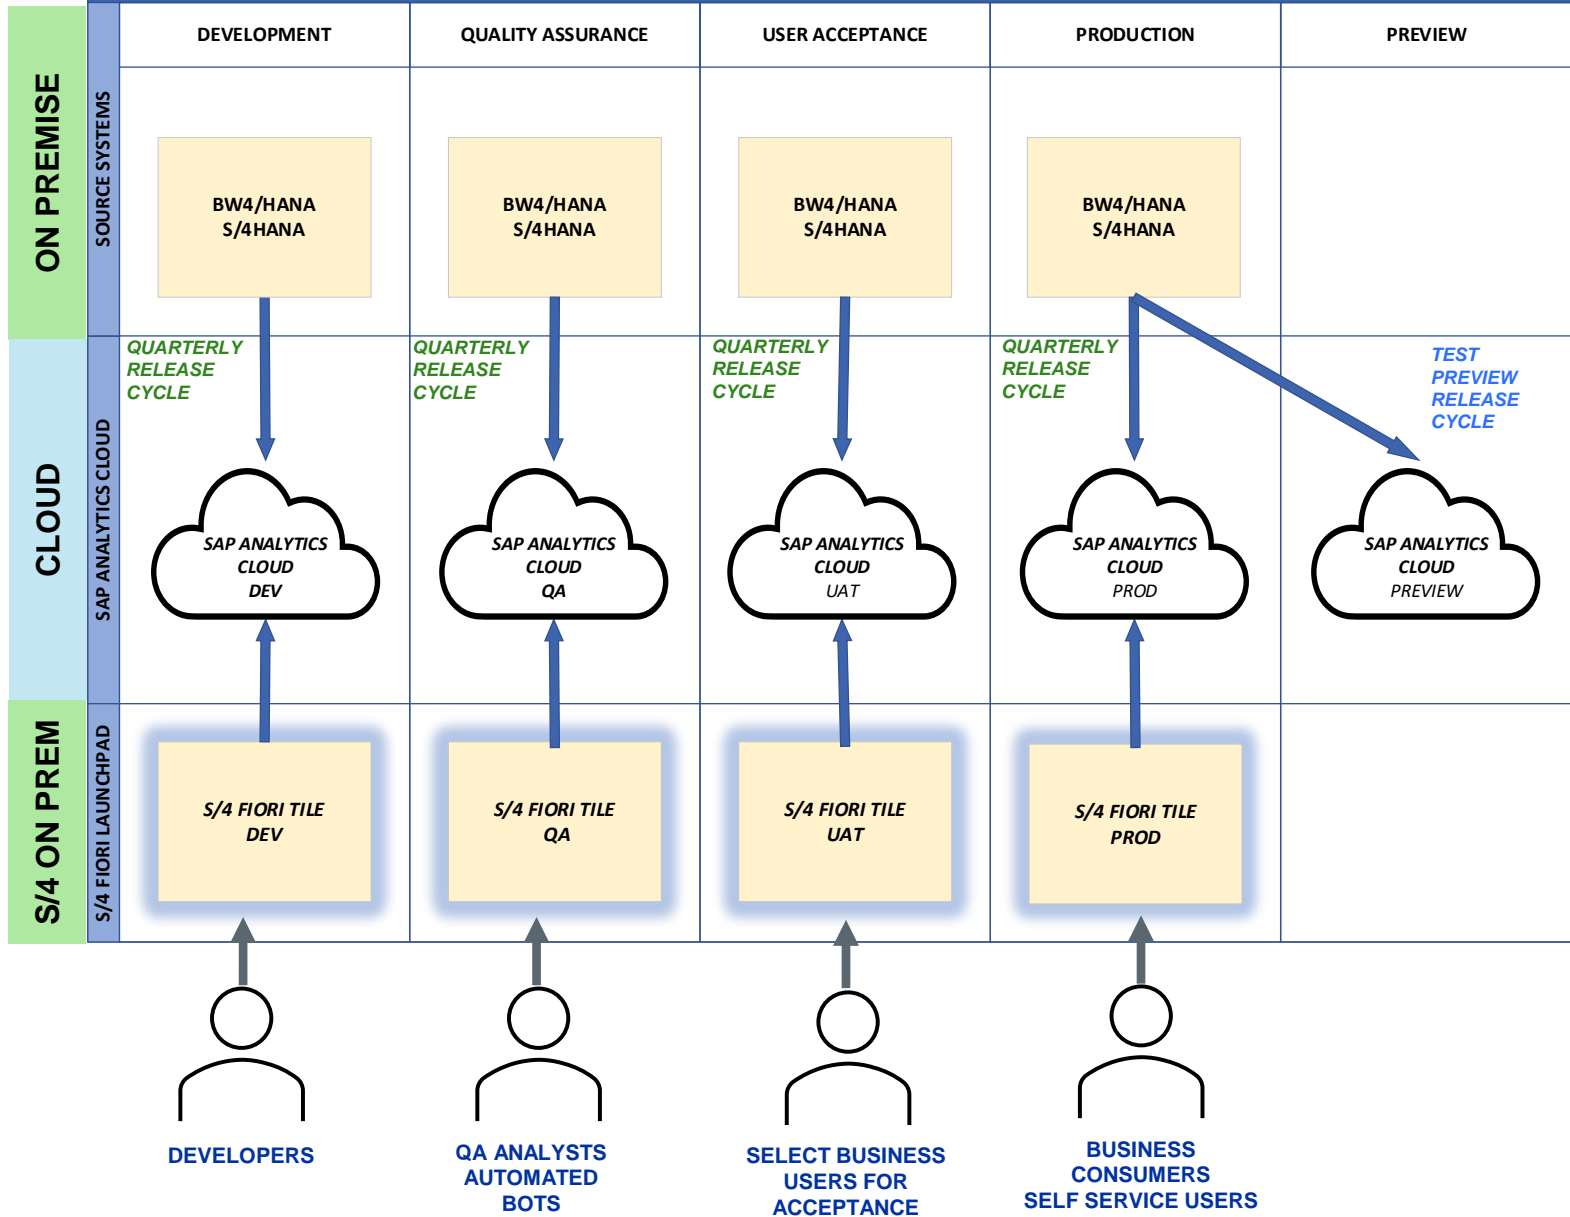 DEVELOPMENT
QUALITY ASSURANCE
USER ACCEPTANCE
PRODUCTION
PREVIEW
ON PREMISE
SOURCE SYSTEMS
BW4/HANA
S/4HANA
BW4/HANA
S/4HANA
BW4/HANA
S/4HANA
BW4/HANA
S/4HANA
CLOUD
SAP ANALYTICS CLOUD
QUARTERLY
RELEASE
CYCLE
QUARTERLY
RELEASE
CYCLE
QUARTERLY
RELEASE
CYCLE
QUARTERLY
RELEASE
CYCLE
TEST
PREVIEW
RELEASE
CYCLE
SAP ANALYTICS
CLOUD
DEV
SAP ANALYTICS
CLOUD
QA
SAP ANALYTICS
CLOUD
UAT
SAP ANALYTICS
CLOUD
PROD
SAP ANALYTICS
CLOUD
PREVIEW
S/4 ON PREM
S/4 FIORI LAUNCHPAD
S/4 FIORI TILE
DEV
S/4 FIORI TILE
QA
S/4 FIORI TILE
UAT
S/4 FIORI TILE
PROD
DEVELOPERS
QA ANALYSTS
AUTOMATED
BOTS
SELECT BUSINESS
USERS FOR
ACCEPTANCE
BUSINESS
CONSUMERS
SELF SERVICE USERS